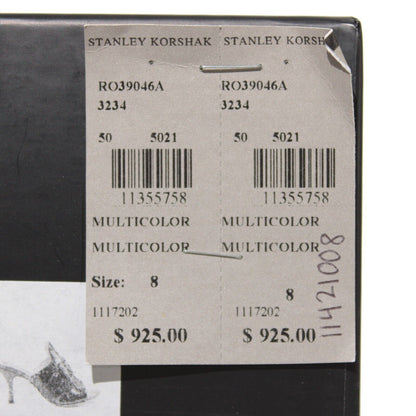 STANLEY KORSHAK STANLEY KORSHAK
RO39046A RO39046A
3234 3234
50 5021 50 5021
11355758 11355758
MULTICOLOR MULTICOLOR
MULTICOLOR MULTICOLOR
Size: 8 8
1117202 1117202
$ 925.00 $ 925.00
11421008